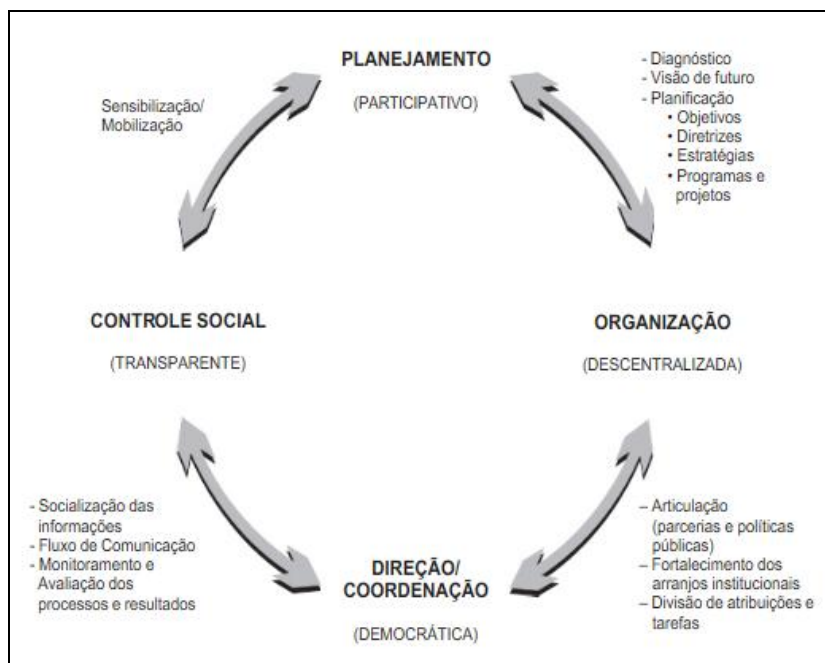 PLANEJAMENTO
(PARTICIPATIVO)
- Diagnóstico
- Visão de futuro
- Planificação
• Objetivos
• Diretrizes
• Estratégias
• Programas e
projetos
Sensibilização/
Mobilização
CONTROLE SOCIAL
(TRANSPARENTE)
ORGANIZAÇÃO
(DESCENTRALIZADA)
- Socialização das
informações
- Fluxo de Comunicação
- Monitoramento e
Avaliação dos
processos e resultados
– Articulação
(parcerias e políticas
públicas)
– Fortalecimento dos
arranjos institucionais
– Divisão de atribuições e
tarefas
DIREÇÃO/
COORDENAÇÃO
(DEMOCRÁTICA)